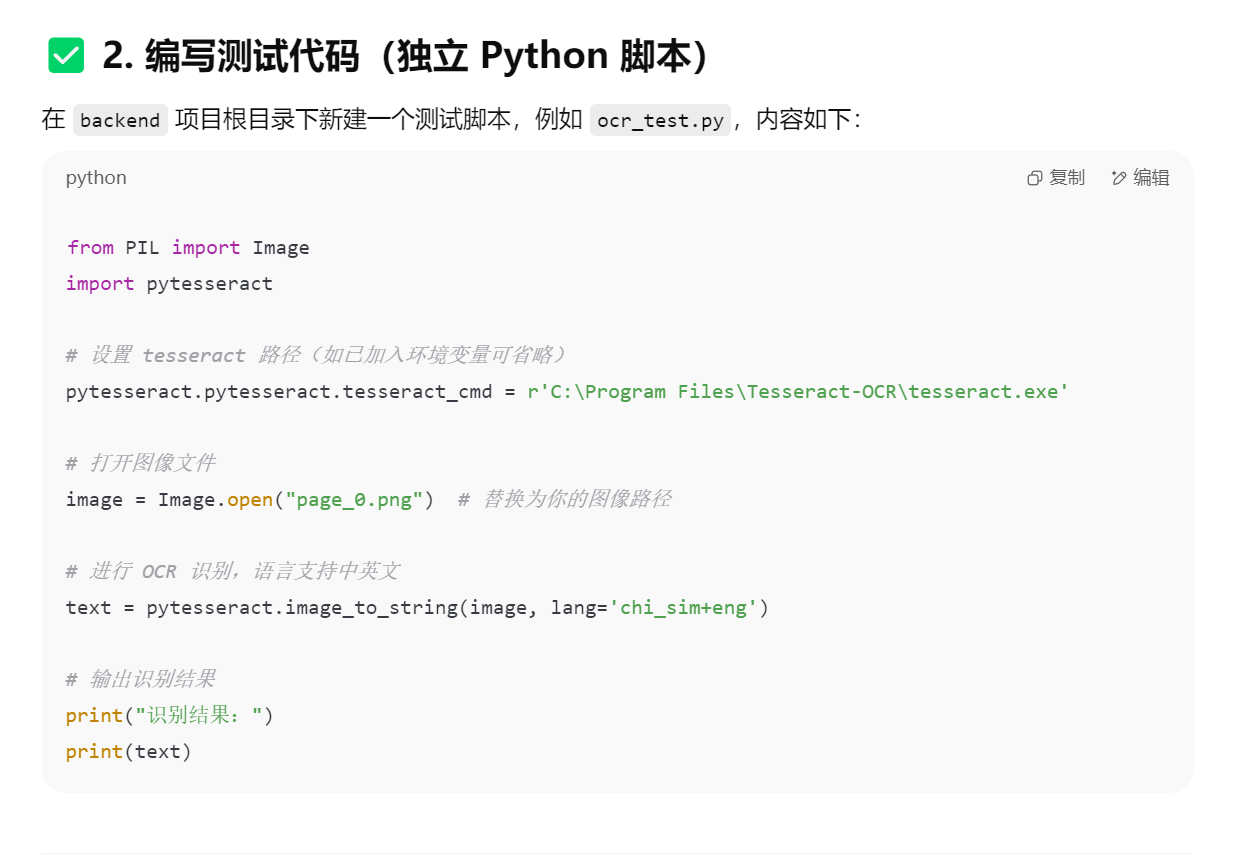 ✅ 2. 编写测试代码（独立 Python 脚本）
在 backend 项目根目录下新建一个测试脚本，例如 ocr_test.py，内容如下：
python 复制 编辑
from PIL import Image
import pytesseract
# 设置 tesseract 路径（如已加入环境变量可省略）
pytesseract.pytesseract.tesseract_cmd = r'C:\Program Files\Tesseract-OCR\tesseract.exe'
# 打开图像文件
image = Image.open("page_0.png")  # 替换为你的图像路径
# 进行 OCR 识别，语言支持中英文
text = pytesseract.image_to_string(image, lang='chi_sim+eng')
# 输出识别结果
print("识别结果：")
print(text)